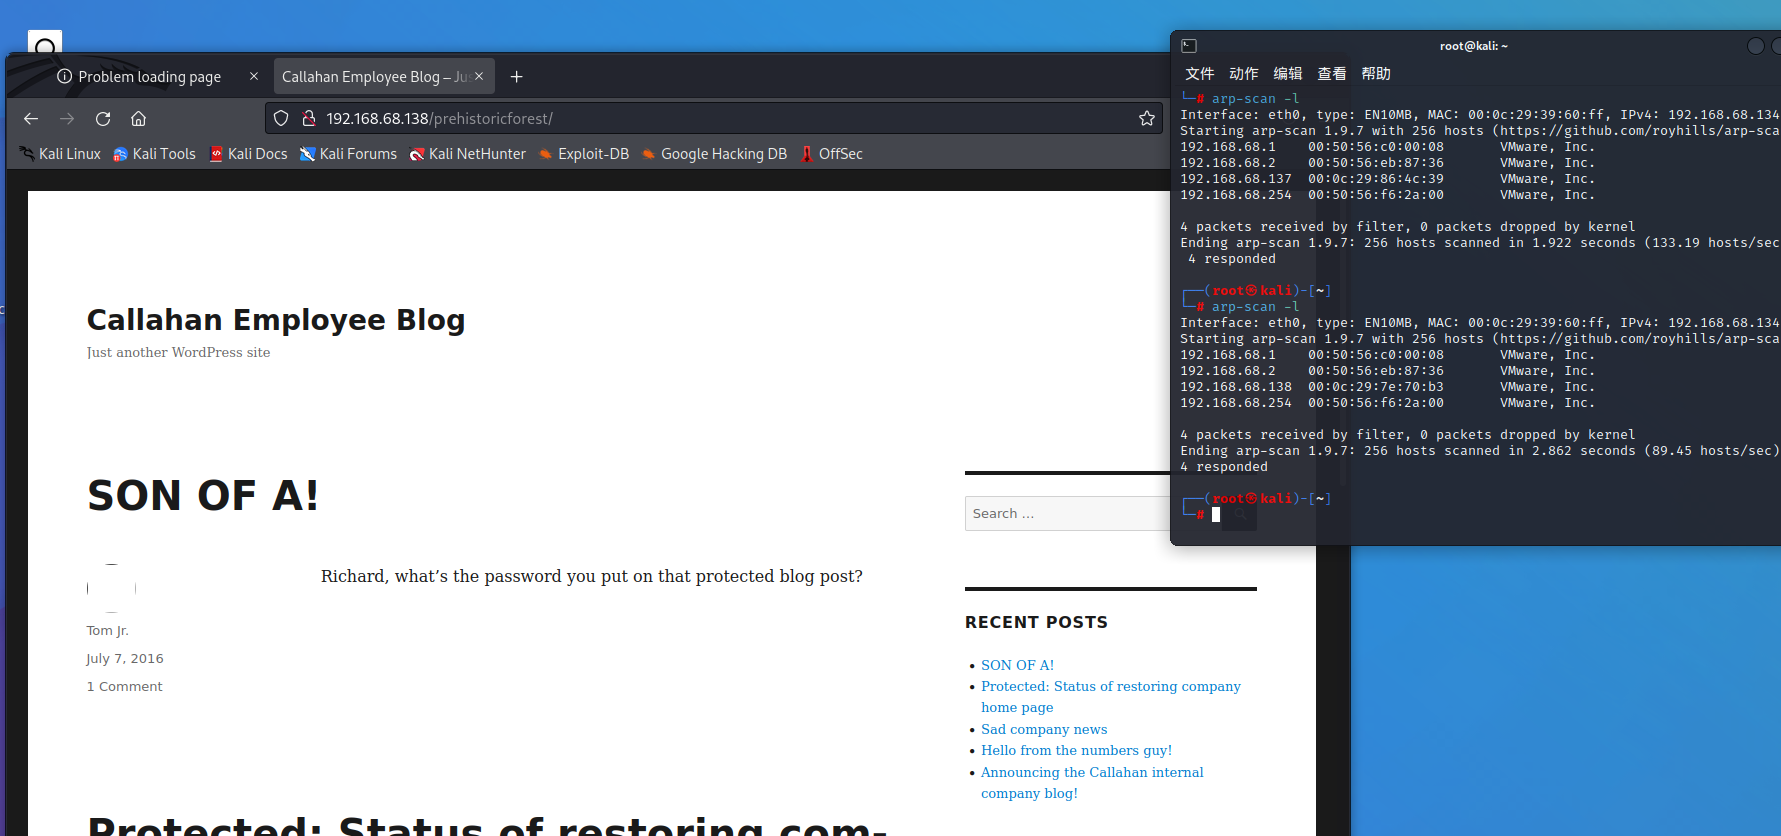 Problem loading page
Callahan Employee Blog – Jus
192.168.68.138/prehistoricforest/
Kali Linux
Kali Tools
Kali Docs
Kali Forums
Kali NetHunter
Exploit-DB
Google Hacking DB
OffSec
Callahan Employee Blog
Just another WordPress site
SON OF A!
Richard, what’s the password you put on that protected blog post?
Tom Jr.
July 7, 2016
1 Comment
Protected: Status of restoring com-
Search …
RECENT POSTS
SON OF A!
Protected: Status of restoring company
home page
Sad company news
Hello from the numbers guy!
Announcing the Callahan internal
company blog!
root@kali: ~
文件 动作 编辑 查看 帮助
└─# arp-scan -l
Interface: eth0, type: EN10MB, MAC: 00:0c:29:39:60:ff, IPv4: 192.168.68.134
Starting arp-scan 1.9.7 with 256 hosts (https://github.com/royhills/arp-sca
192.168.68.1 00:50:56:c0:00:08 VMware, Inc.
192.168.68.2 00:50:56:eb:87:36 VMware, Inc.
192.168.68.137 00:0c:29:86:4c:39 VMware, Inc.
192.168.68.254 00:50:56:f6:2a:00 VMware, Inc.
4 packets received by filter, 0 packets dropped by kernel
Ending arp-scan 1.9.7: 256 hosts scanned in 1.922 seconds (133.19 hosts/sec
4 responded
┌──(root㉿kali)-[~]
└─# arp-scan -l
Interface: eth0, type: EN10MB, MAC: 00:0c:29:39:60:ff, IPv4: 192.168.68.134
Starting arp-scan 1.9.7 with 256 hosts (https://github.com/royhills/arp-sca
192.168.68.1 00:50:56:c0:00:08 VMware, Inc.
192.168.68.2 00:50:56:eb:87:36 VMware, Inc.
192.168.68.138 00:0c:29:7e:70:b3 VMware, Inc.
192.168.68.254 00:50:56:f6:2a:00 VMware, Inc.
4 packets received by filter, 0 packets dropped by kernel
Ending arp-scan 1.9.7: 256 hosts scanned in 2.862 seconds (89.45 hosts/sec)
4 responded
┌──(root㉿kali)-[~]
└─#